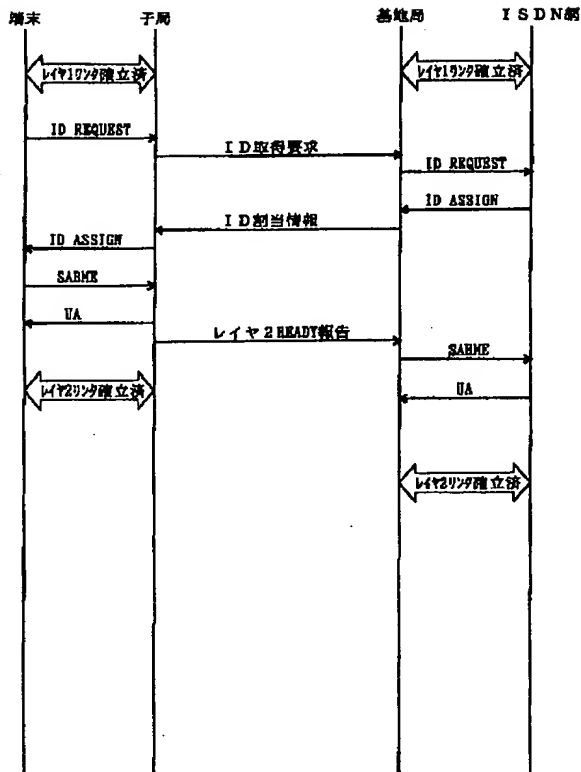 端末 子局 基地局 ISDN網
レイヤ1リンク確立済 レイヤ1リンク確立済
ID REQUEST
ID取得要求
ID REQUEST
ID ASSIGN
ID割当情報
ID ASSIGN
SABME
UA
レイヤ2READY報告
SABME
レイヤ2リンク確立済
UA
レイヤ2リンク確立済